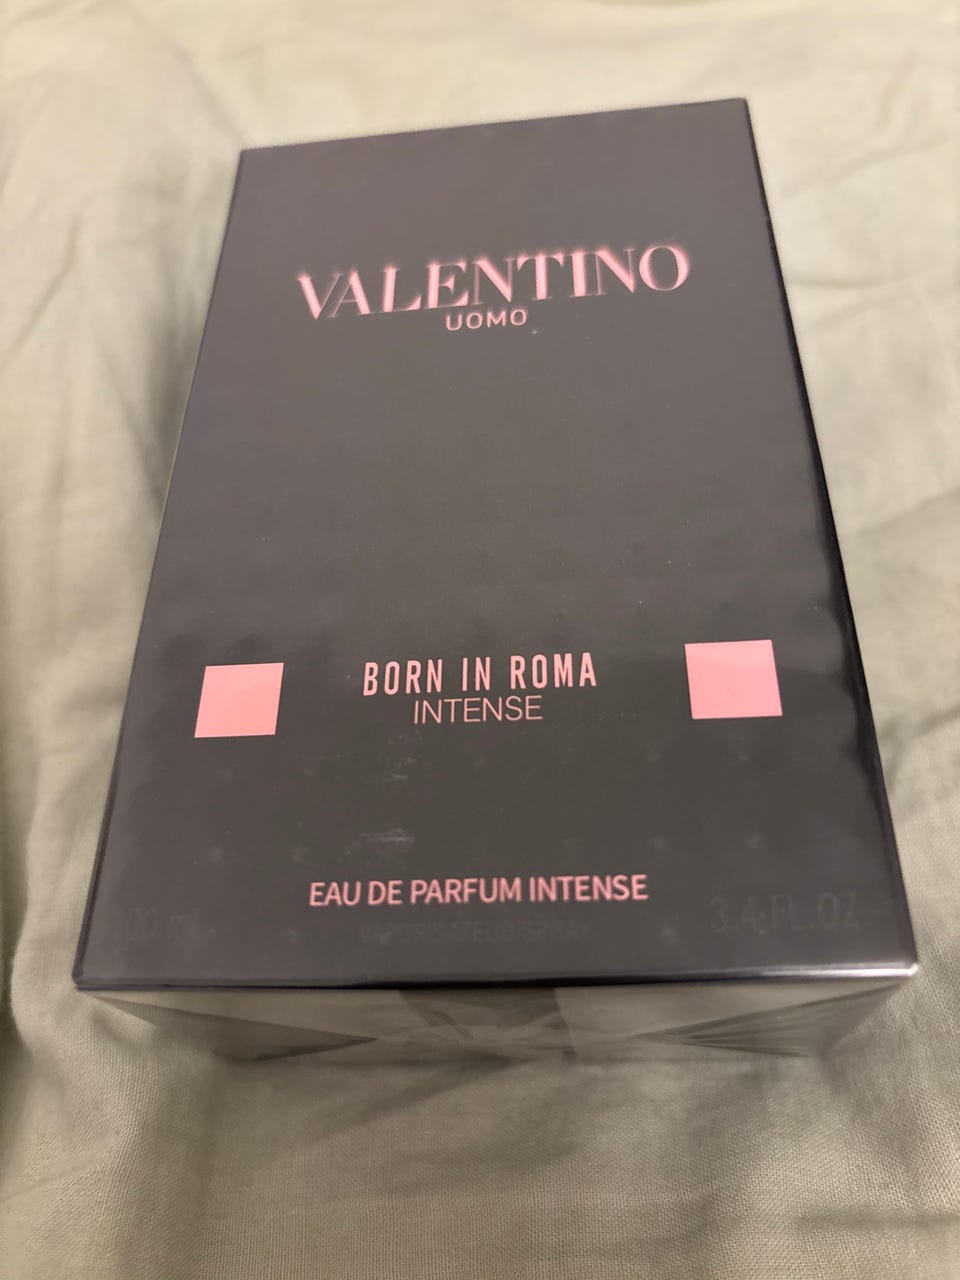 VALENTINO
UOMO
BORN IN ROMA
INTENSE
EAU DE PARFUM INTENSE
100 ml 3.4 FL.OZ
VAPORISATEUR SPRAY